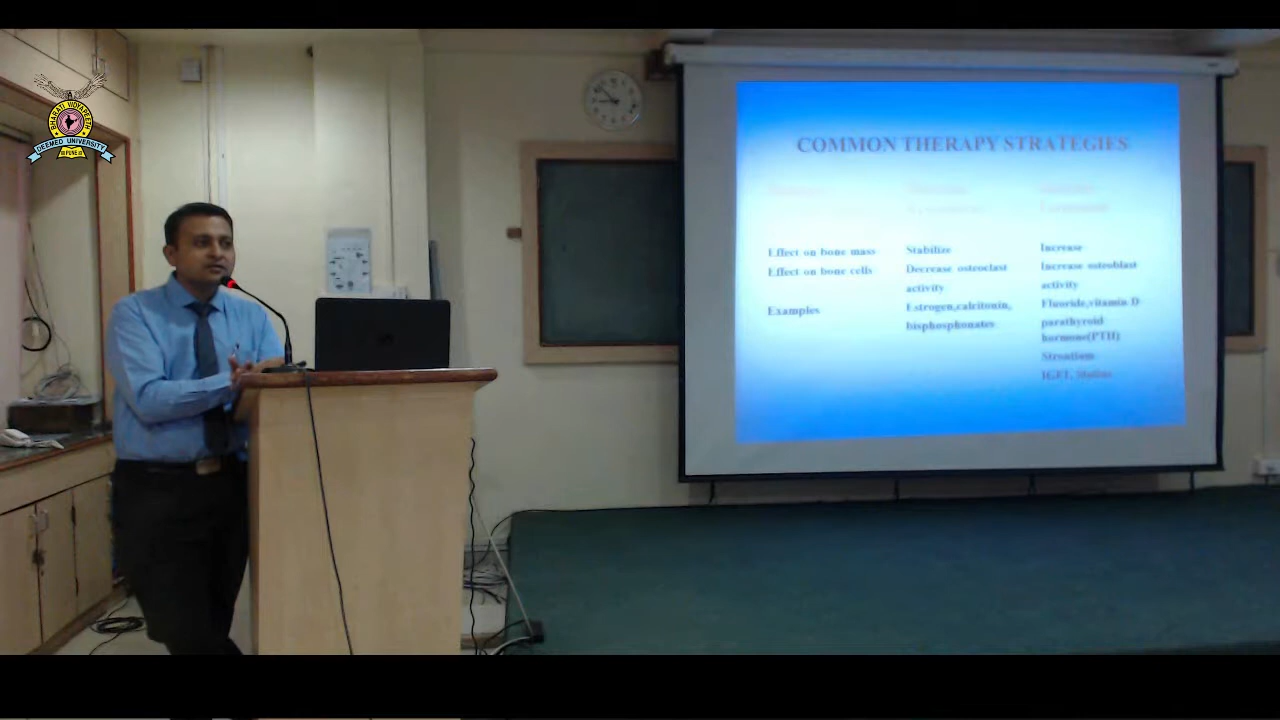 BHARATI VIDYAPEETH
DEEMED UNIVERSITY
COMMON THERAPY STRATEGIES
Effect on bone mass Stabilize Increase
Effect on bone cells Decrease osteoclast Increase osteoblast
activity activity
Examples Estrogen,calcitonin, Fluoride,vitamin D
bisphosphonates parathyroid
hormone(PTH)
Strontium
Statins